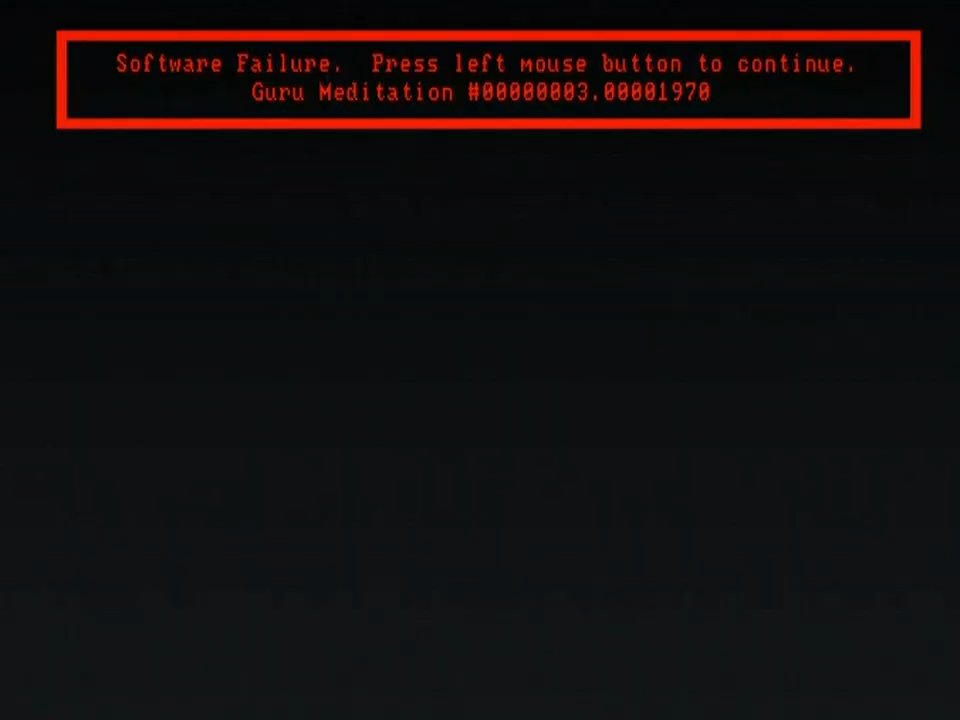 Software Failure.  Press left mouse button to continue.
Guru Meditation #00000003.00001970